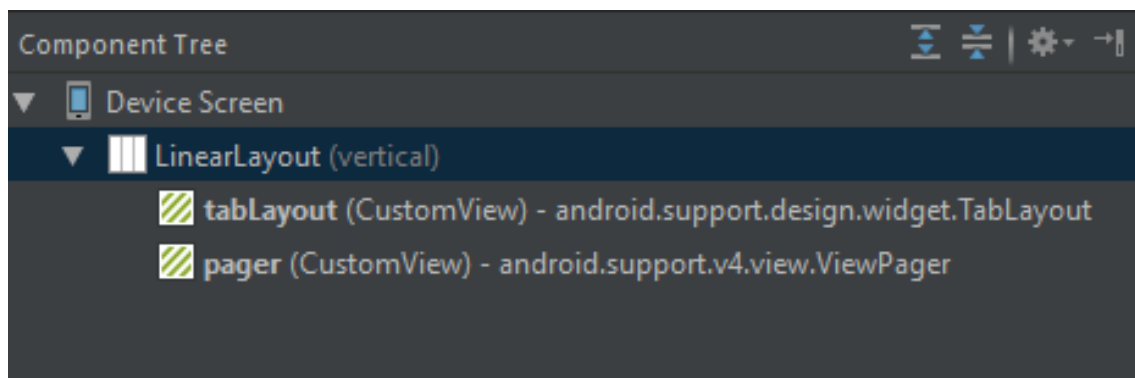 Component Tree
Device Screen
LinearLayout (vertical)
tabLayout (CustomView) - android.support.design.widget.TabLayout
pager (CustomView) - android.support.v4.view.ViewPager